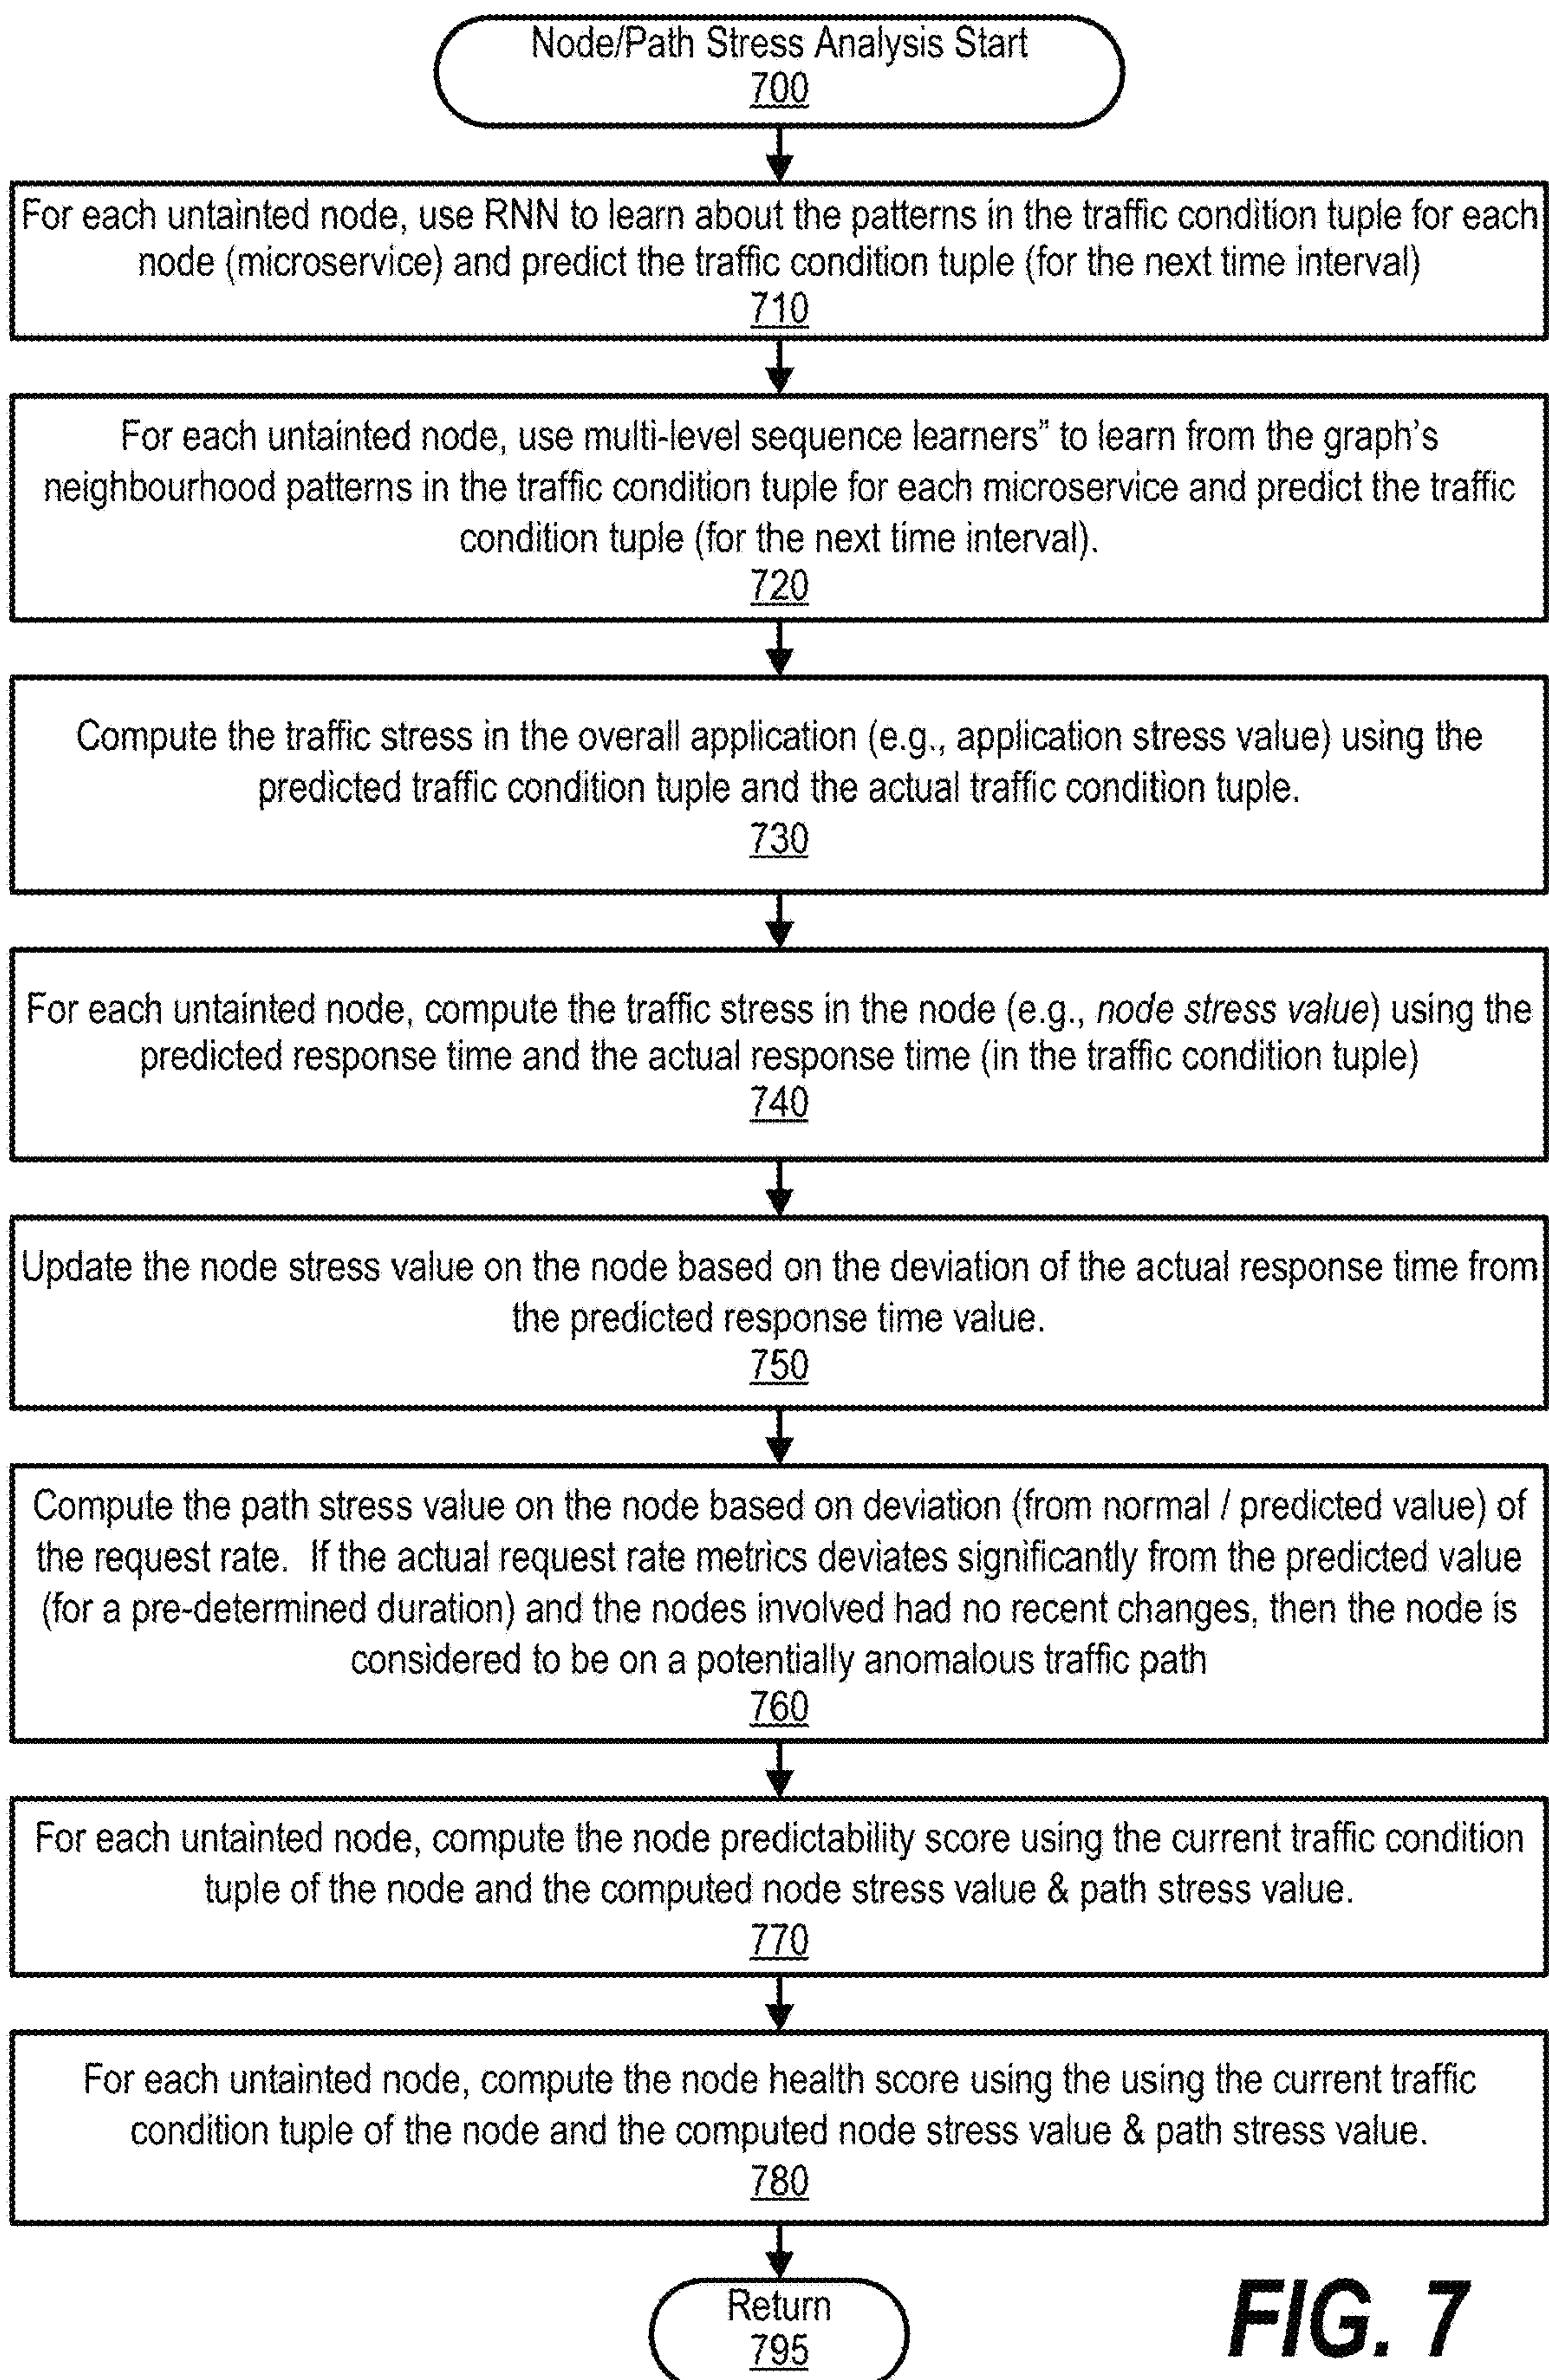 Node/Path Stress Analysis Start
700
For each untainted node, use RNN to learn about the patterns in the traffic condition tuple for each
node (microservice) and predict the traffic condition tuple (for the next time interval)
710
For each untainted node, use multi-level sequence learners” to learn from the graph’s
neighbourhood patterns in the traffic condition tuple for each microservice and predict the traffic
condition tuple (for the next time interval).
720
Compute the traffic stress in the overall application (e.g., application stress value) using the
predicted traffic condition tuple and the actual traffic condition tuple.
730
For each untainted node, compute the traffic stress in the node (e.g., node stress value) using the
predicted response time and the actual response time (in the traffic condition tuple)
740
Update the node stress value on the node based on the deviation of the actual response time from
the predicted response time value.
750
Compute the path stress value on the node based on deviation (from normal / predicted value) of
the request rate. If the actual request rate metrics deviates significantly from the predicted value
(for a pre-determined duration) and the nodes involved had no recent changes, then the node is
considered to be on a potentially anomalous traffic path
760
For each untainted node, compute the node predictability score using the current traffic condition
tuple of the node and the computed node stress value & path stress value.
770
For each untainted node, compute the node health score using the using the current traffic
condition tuple of the node and the computed node stress value & path stress value.
780
Return
795
FIG. 7